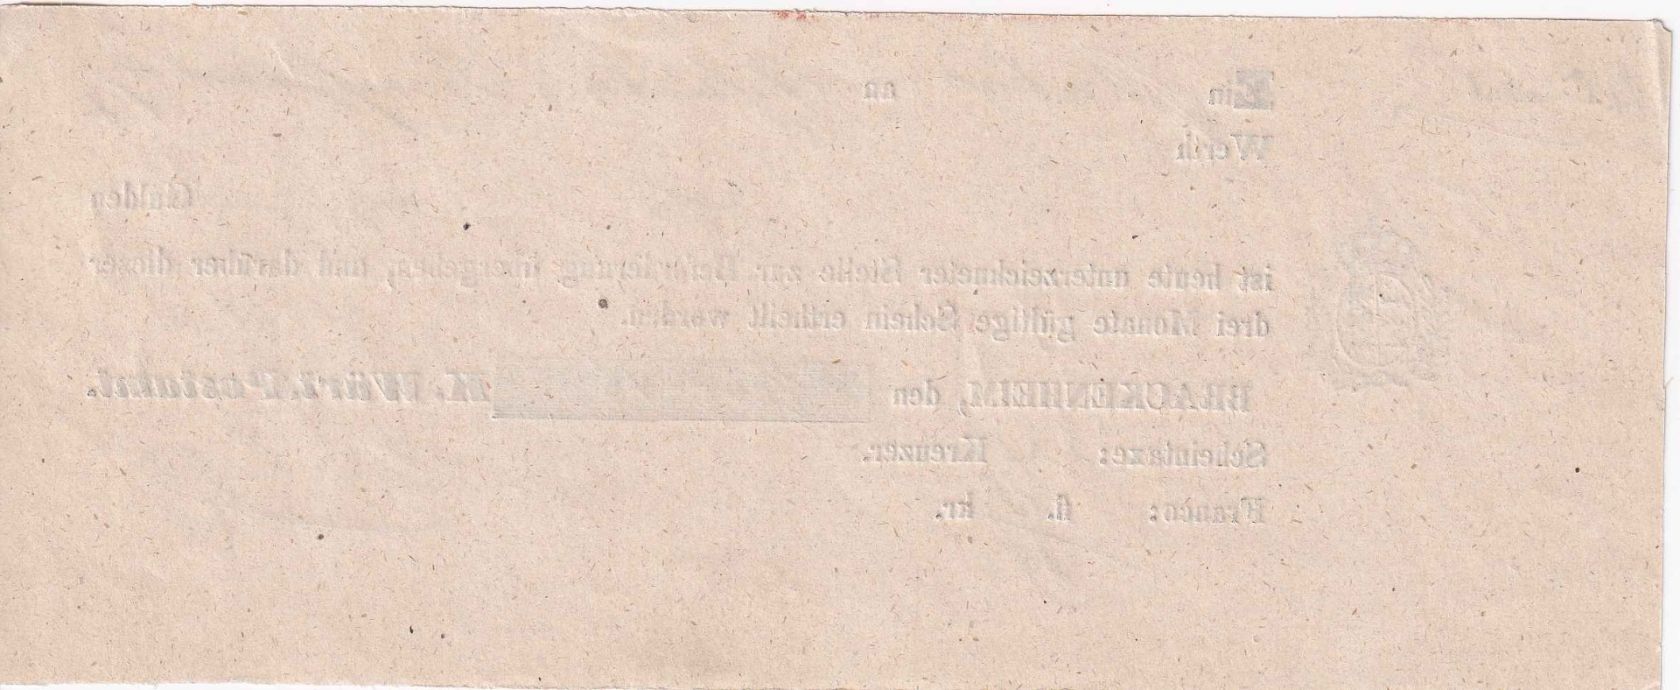 Ein an
Werth
Gulden
ist heute unterzeichneter Stelle zur Beförderung übergeben, und darüber dieser
drei Monate gültige Schein ertheilt worden.
BRACKENHEIM, den K. Württ. Postamt.
Scheintaxe: Kreuzer.
Franco: fl. kr.